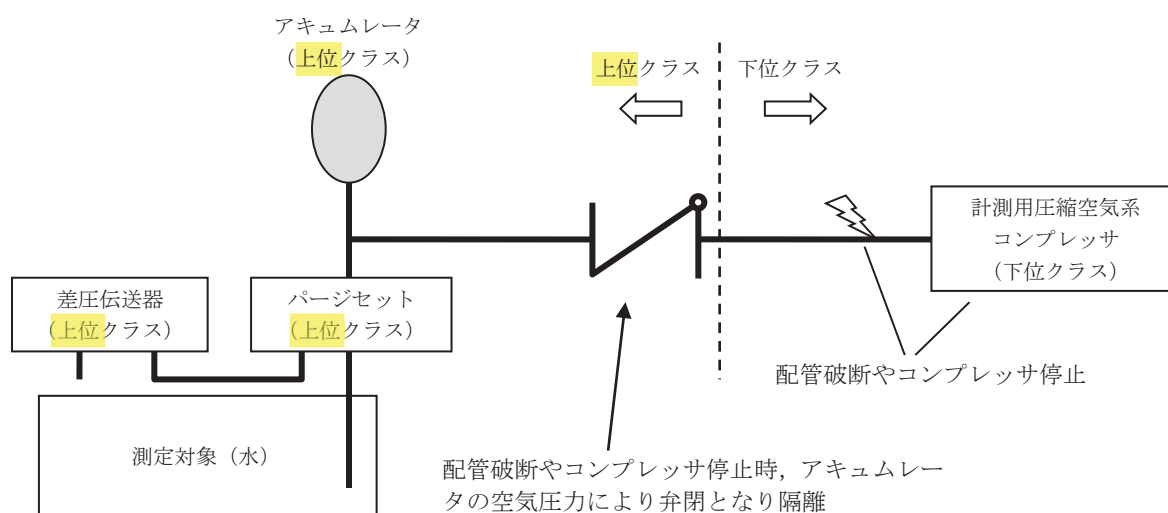 アキュムレータ
（上位クラス）
上位クラス
下位クラス
計測用圧縮空気系
コンプレッサ
（下位クラス）
差圧伝送器
（上位クラス）
パージセット
（上位クラス）
配管破断やコンプレッサ停止
測定対象（水）
配管破断やコンプレッサ停止時，アキュムレー
タの空気圧力により弁閉となり隔離